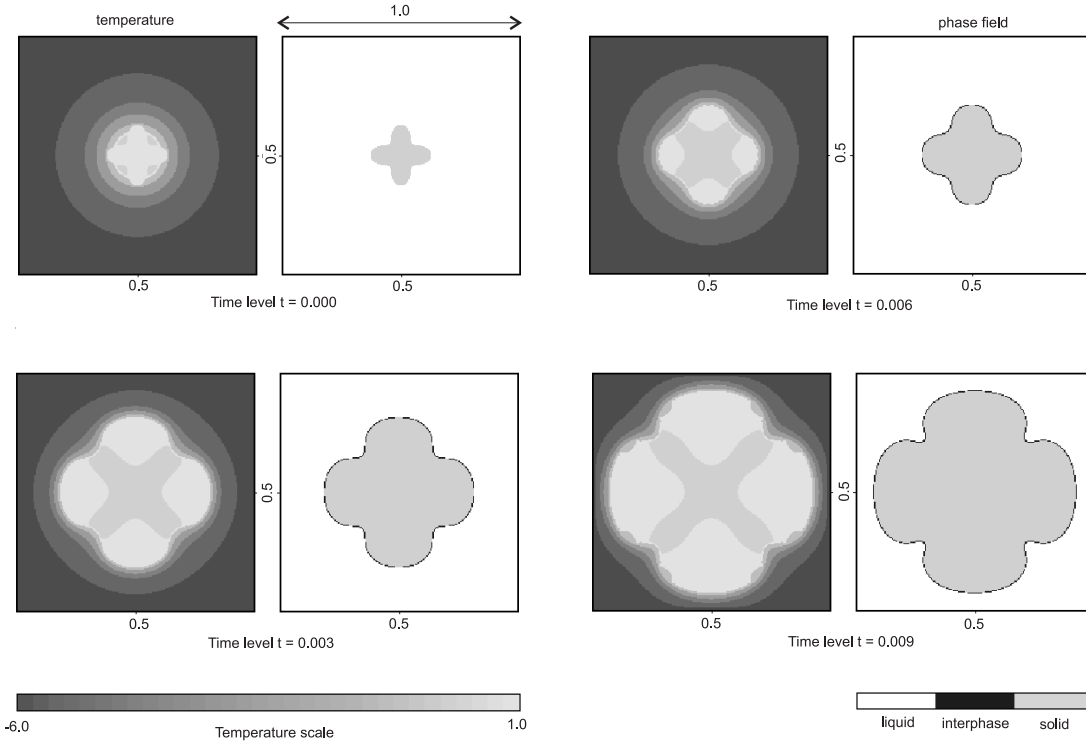 temperature
1.0
phase field
0.5
0.5
0.5
0.5
0.5
0.5
Time level t = 0.000
Time level t = 0.006
0.5
0.5
0.5
0.5
0.5
0.5
Time level t = 0.003
Time level t = 0.009
-6.0
Temperature scale
1.0
liquid
interphase
solid